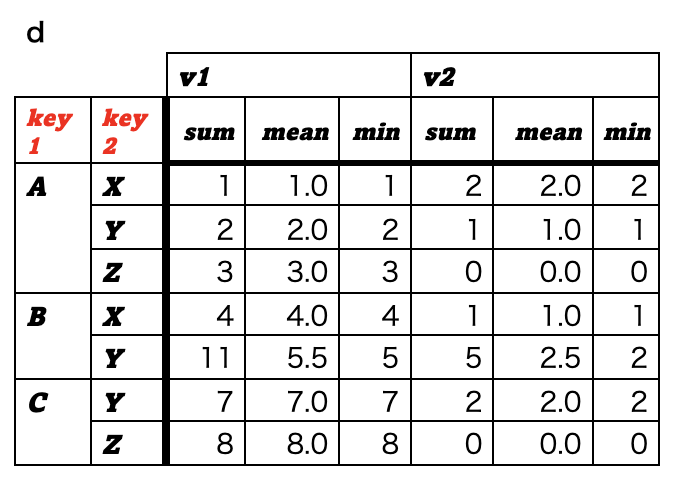 d
v1 v2
key 1 key 2 sum mean min sum mean min
A X 1 1.0 1 2 2.0 2
Y 2 2.0 2 1 1.0 1
Z 3 3.0 3 0 0.0 0
B X 4 4.0 4 1 1.0 1
Y 11 5.5 5 5 2.5 2
C Y 7 7.0 7 2 2.0 2
Z 8 8.0 8 0 0.0 0